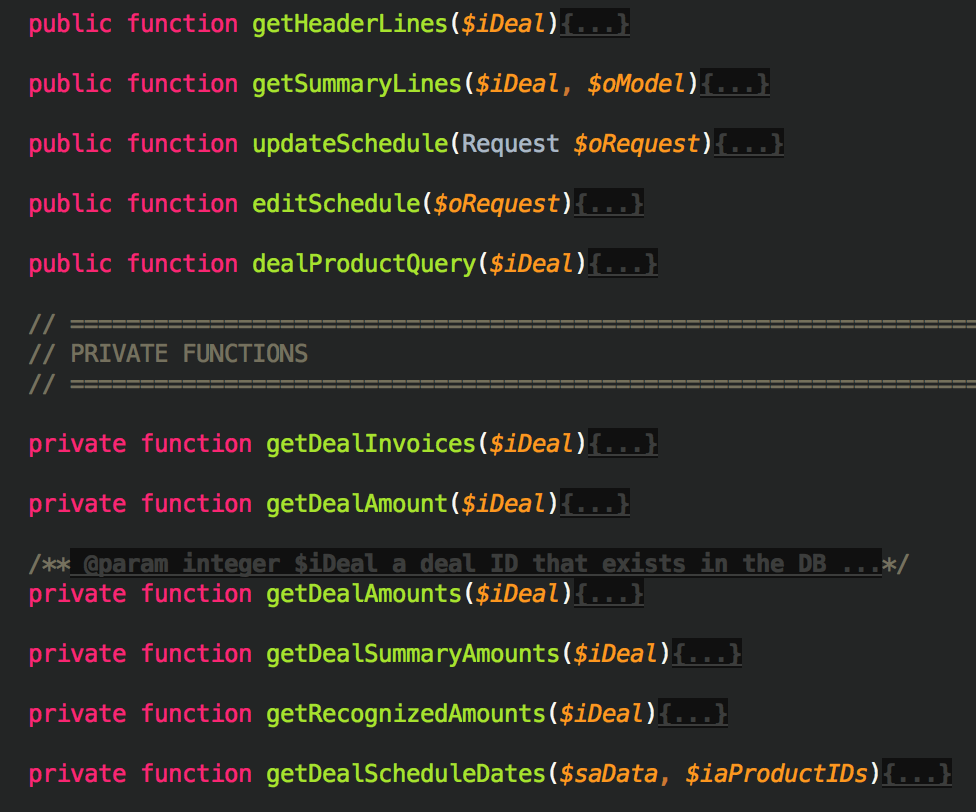 public function getHeaderLines($iDeal){...}
public function getSummaryLines($iDeal, $oModel){...}
public function updateSchedule(Request $oRequest){...}
public function editSchedule($oRequest){...}
public function dealProductQuery($iDeal){...}
// =================================================================
// PRIVATE FUNCTIONS
// =================================================================
private function getDealInvoices($iDeal){...}
private function getDealAmount($iDeal){...}
/** @param integer $iDeal a deal ID that exists in the DB ...*/
private function getDealAmounts($iDeal){...}
private function getDealSummaryAmounts($iDeal){...}
private function getRecognizedAmounts($iDeal){...}
private function getDealScheduleDates($saData, $iaProductIDs){...}